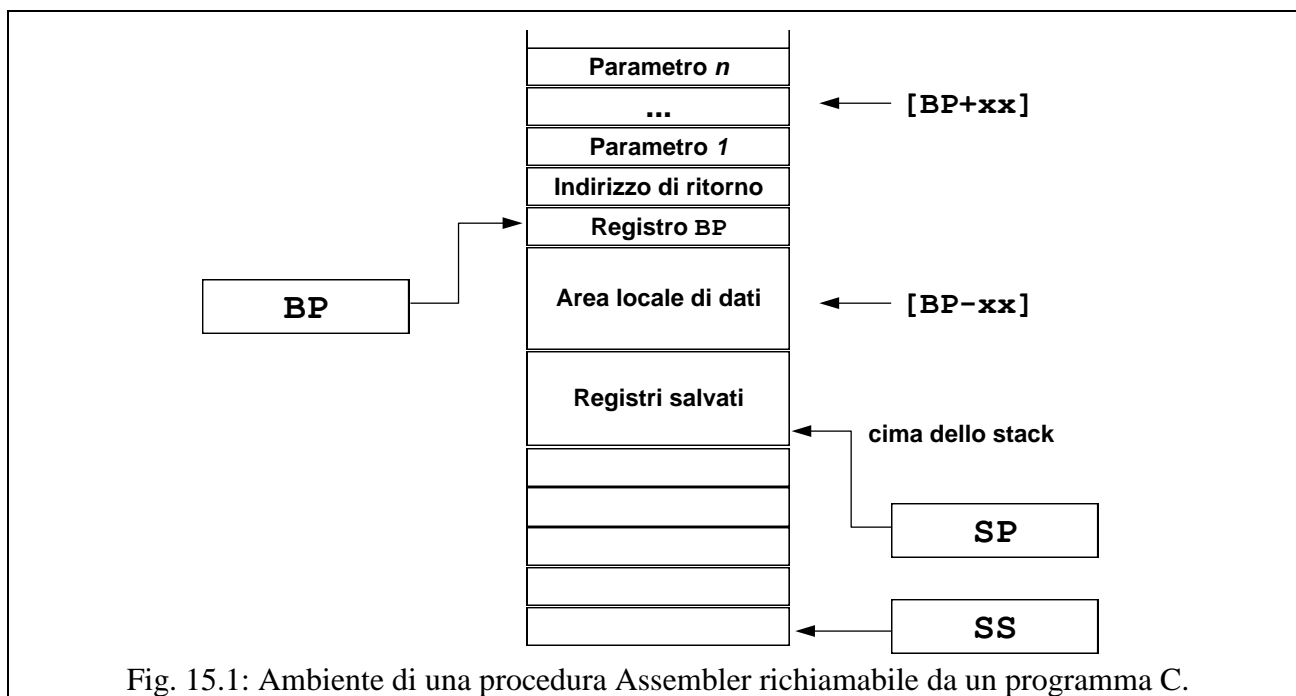 Parametro n
...
[BP+xx]
Parametro 1
Indirizzo di ritorno
Registro BP
BP
Area locale di dati
[BP-xx]
Registri salvati
cima dello stack
SP
SS
Fig. 15.1: Ambiente di una procedura Assembler richiamabile da un programma C.